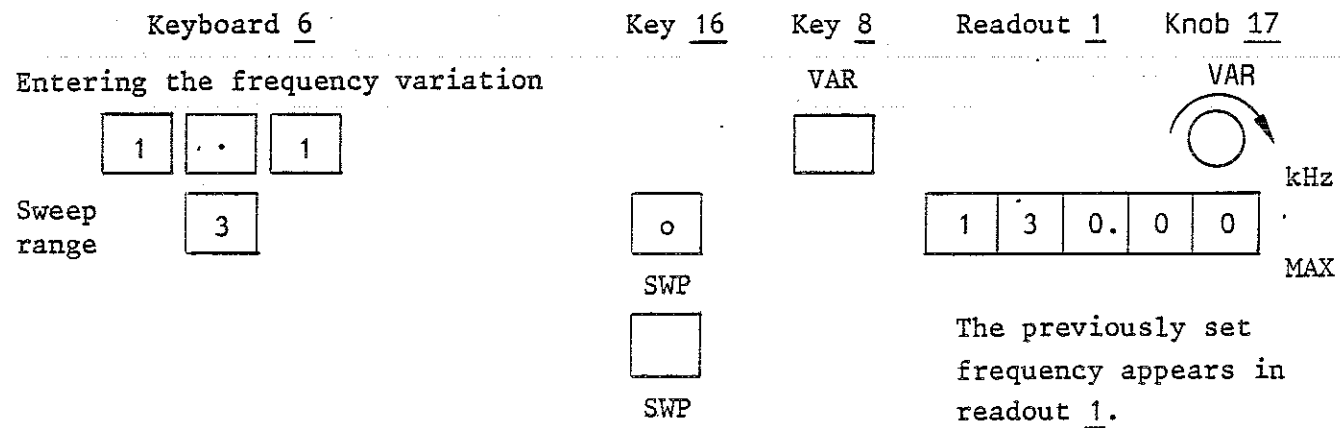 Keyboard 6 Key 16 Key 8 Readout 1 Knob 17
Entering the frequency variation VAR VAR
1 . 1
kHz
Sweep range 3 o 1 3 0. 0 0
MAX
SWP
The previously set
frequency appears in
SWP readout 1.